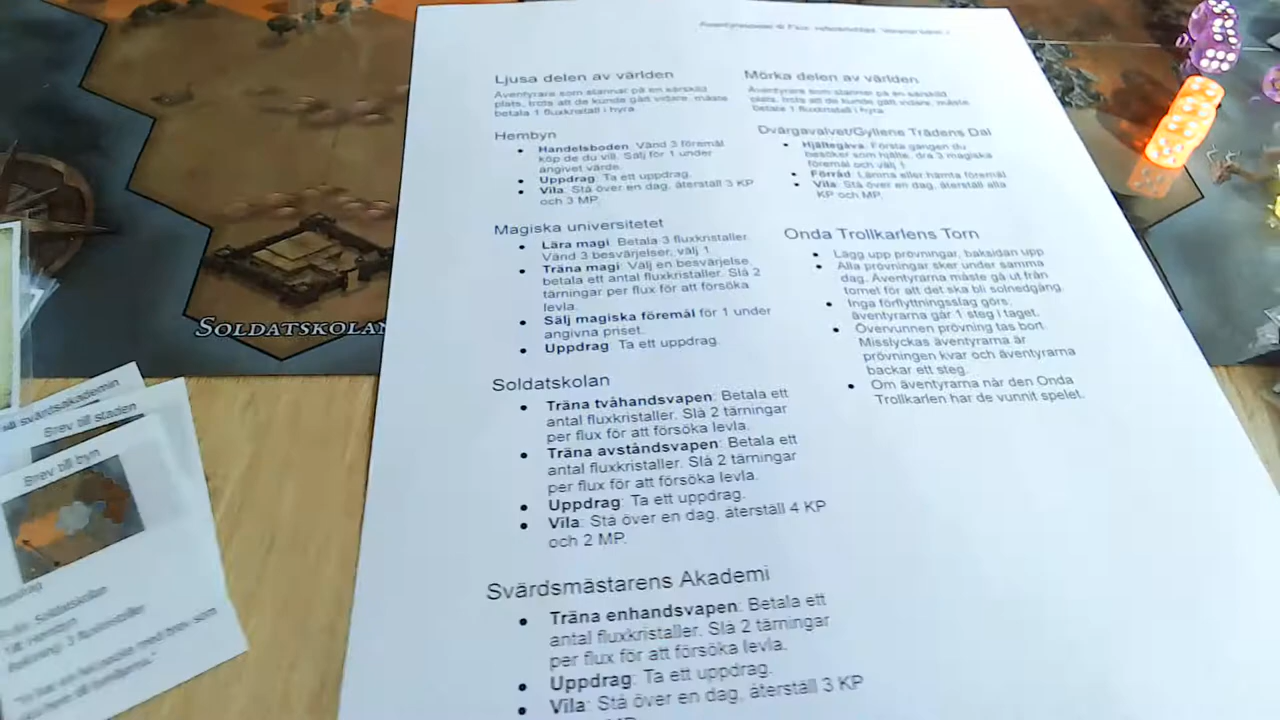 Ljusa delen av världen
Äventyrare som stannar på en särskild
plats, trots att de kunde gått vidare, måste
betala 1 fluxkristall i hyra
Hembyn
Handelsboden: Vänd 3 föremål
köp de du vill. Sälj för 1 under
angivet värde.
Uppdrag: Ta ett uppdrag.
Vila: Stå över en dag, återställ 3 KP
och 3 MP.
Magiska universitetet
Lära magi: Betala 3 fluxkristaller.
Vänd 3 besvärjelser, välj 1.
Träna magi: Välj en besvärjelse,
betala ett antal fluxkristaller. Slå 2
tärningar per flux för att försöka
levla.
Sälj magiska föremål för 1 under
angivna priset.
Uppdrag: Ta ett uppdrag.
Soldatskolan
Träna tvåhandsvapen: Betala ett
antal fluxkristaller. Slå 2 tärningar
per flux för att försöka levla.
Träna avståndsvapen: Betala ett
antal fluxkristaller. Slå 2 tärningar
per flux för att försöka levla.
Uppdrag: Ta ett uppdrag.
Vila: Stå över en dag, återställ 4 KP
och 2 MP.
Svärdsmästarens Akademi
Träna enhandsvapen: Betala ett
antal fluxkristaller. Slå 2 tärningar
per flux för att försöka levla.
Uppdrag: Ta ett uppdrag.
Vila: Stå över en dag, återställ 3 KP
Mörka delen av världen
Äventyrare som stannar på en särskild
plats, trots att de kunde gått vidare, måste
betala 1 fluxkristall i hyra
Dvärgavalvet/Gyllene Trädens Dal
Hjältegåva: Första gången du
besöker som hjälte, dra 3 magiska
föremål och välj 1.
Förråd: Lämna eller hämta föremål
Vila: Stå över en dag, återställ alla
KP och MP.
Onda Trollkarlens Torn
Lägg upp prövningar, baksidan upp
Alla prövningar sker under samma
dag. Äventyrarna måste gå ut från
tornet för att det ska bli solnedgång.
Inga förflyttningsslag görs,
äventyrarna går 1 steg i taget.
Övervunnen prövning tas bort.
Misslyckas äventyrarna är
prövningen kvar och äventyrarna
backar ett steg.
Om äventyrarna når den Onda
Trollkarlen har de vunnit spelet.
SOLDATSKOLAN
svärdsakademin
Brev till staden
Brev till byn